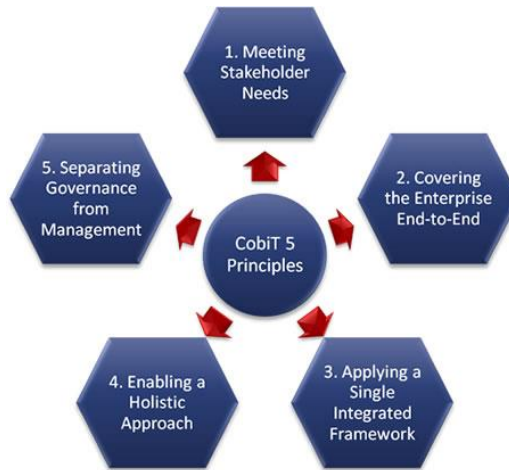 1. Meeting
Stakeholder
Needs
2. Covering
the Enterprise
End-to-End
3. Applying a
Single
Integrated
Framework
4. Enabling a
Holistic
Approach
5. Separating
Governance
from
Management
CobiT 5
Principles